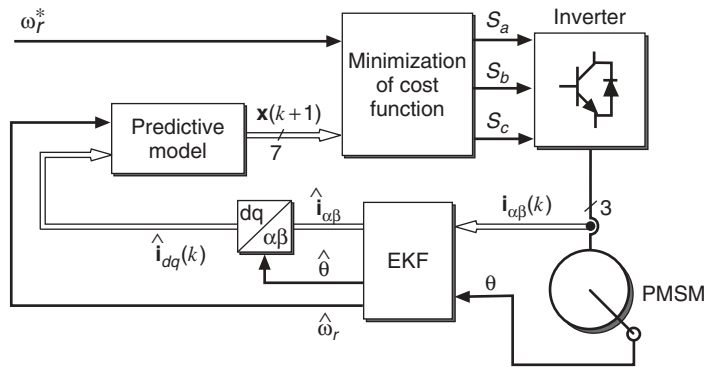 ω*r
Minimization
of cost
function
Sa
Sb
Sc
Inverter
Predictive
model
x(k+1)
7
3
dq
αβ
îαβ
iαβ(k)
îdq(k)
θ̂
EKF
θ
PMSM
ω̂r